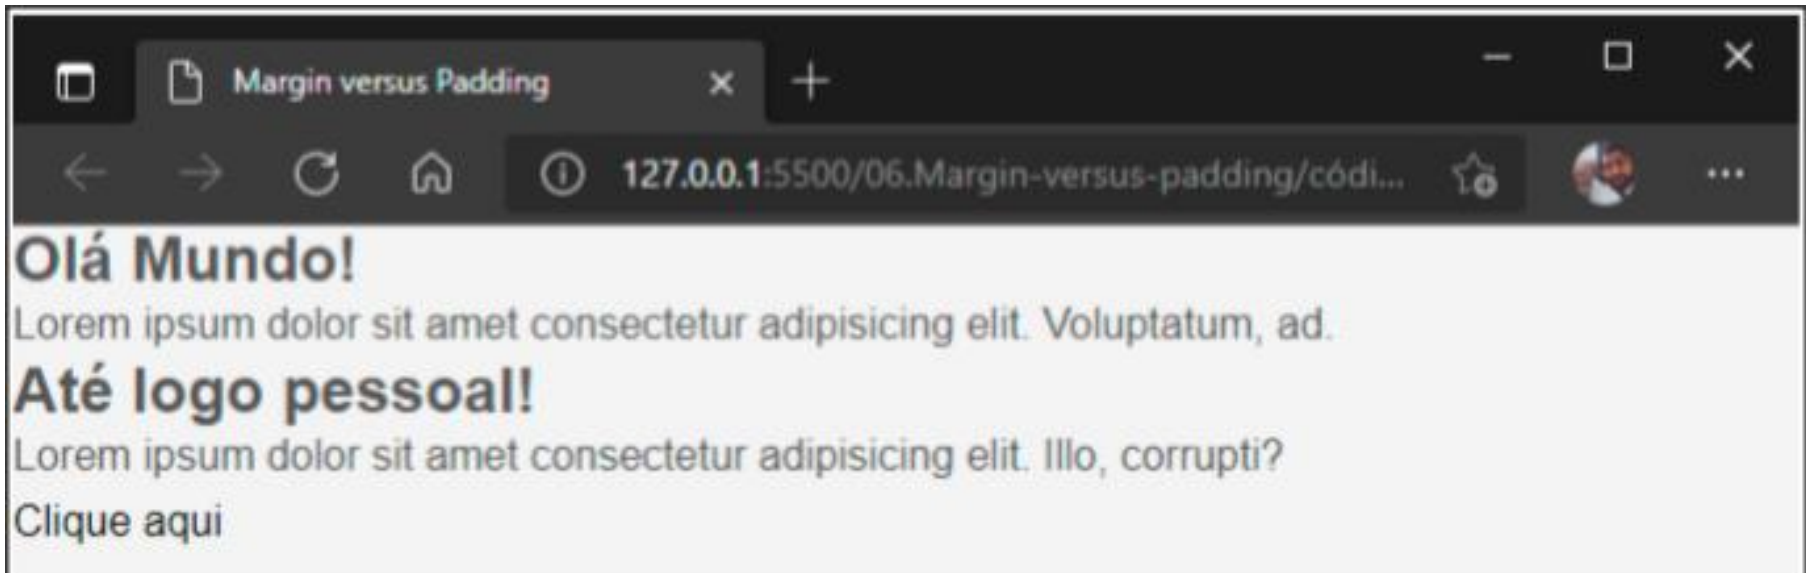 Margin versus Padding
127.0.0.1:5500/06.Margin-versus-padding/códi...
Olá Mundo!
Lorem ipsum dolor sit amet consectetur adipisicing elit. Voluptatum, ad.
Até logo pessoal!
Lorem ipsum dolor sit amet consectetur adipisicing elit. Illo, corrupti?
Clique aqui